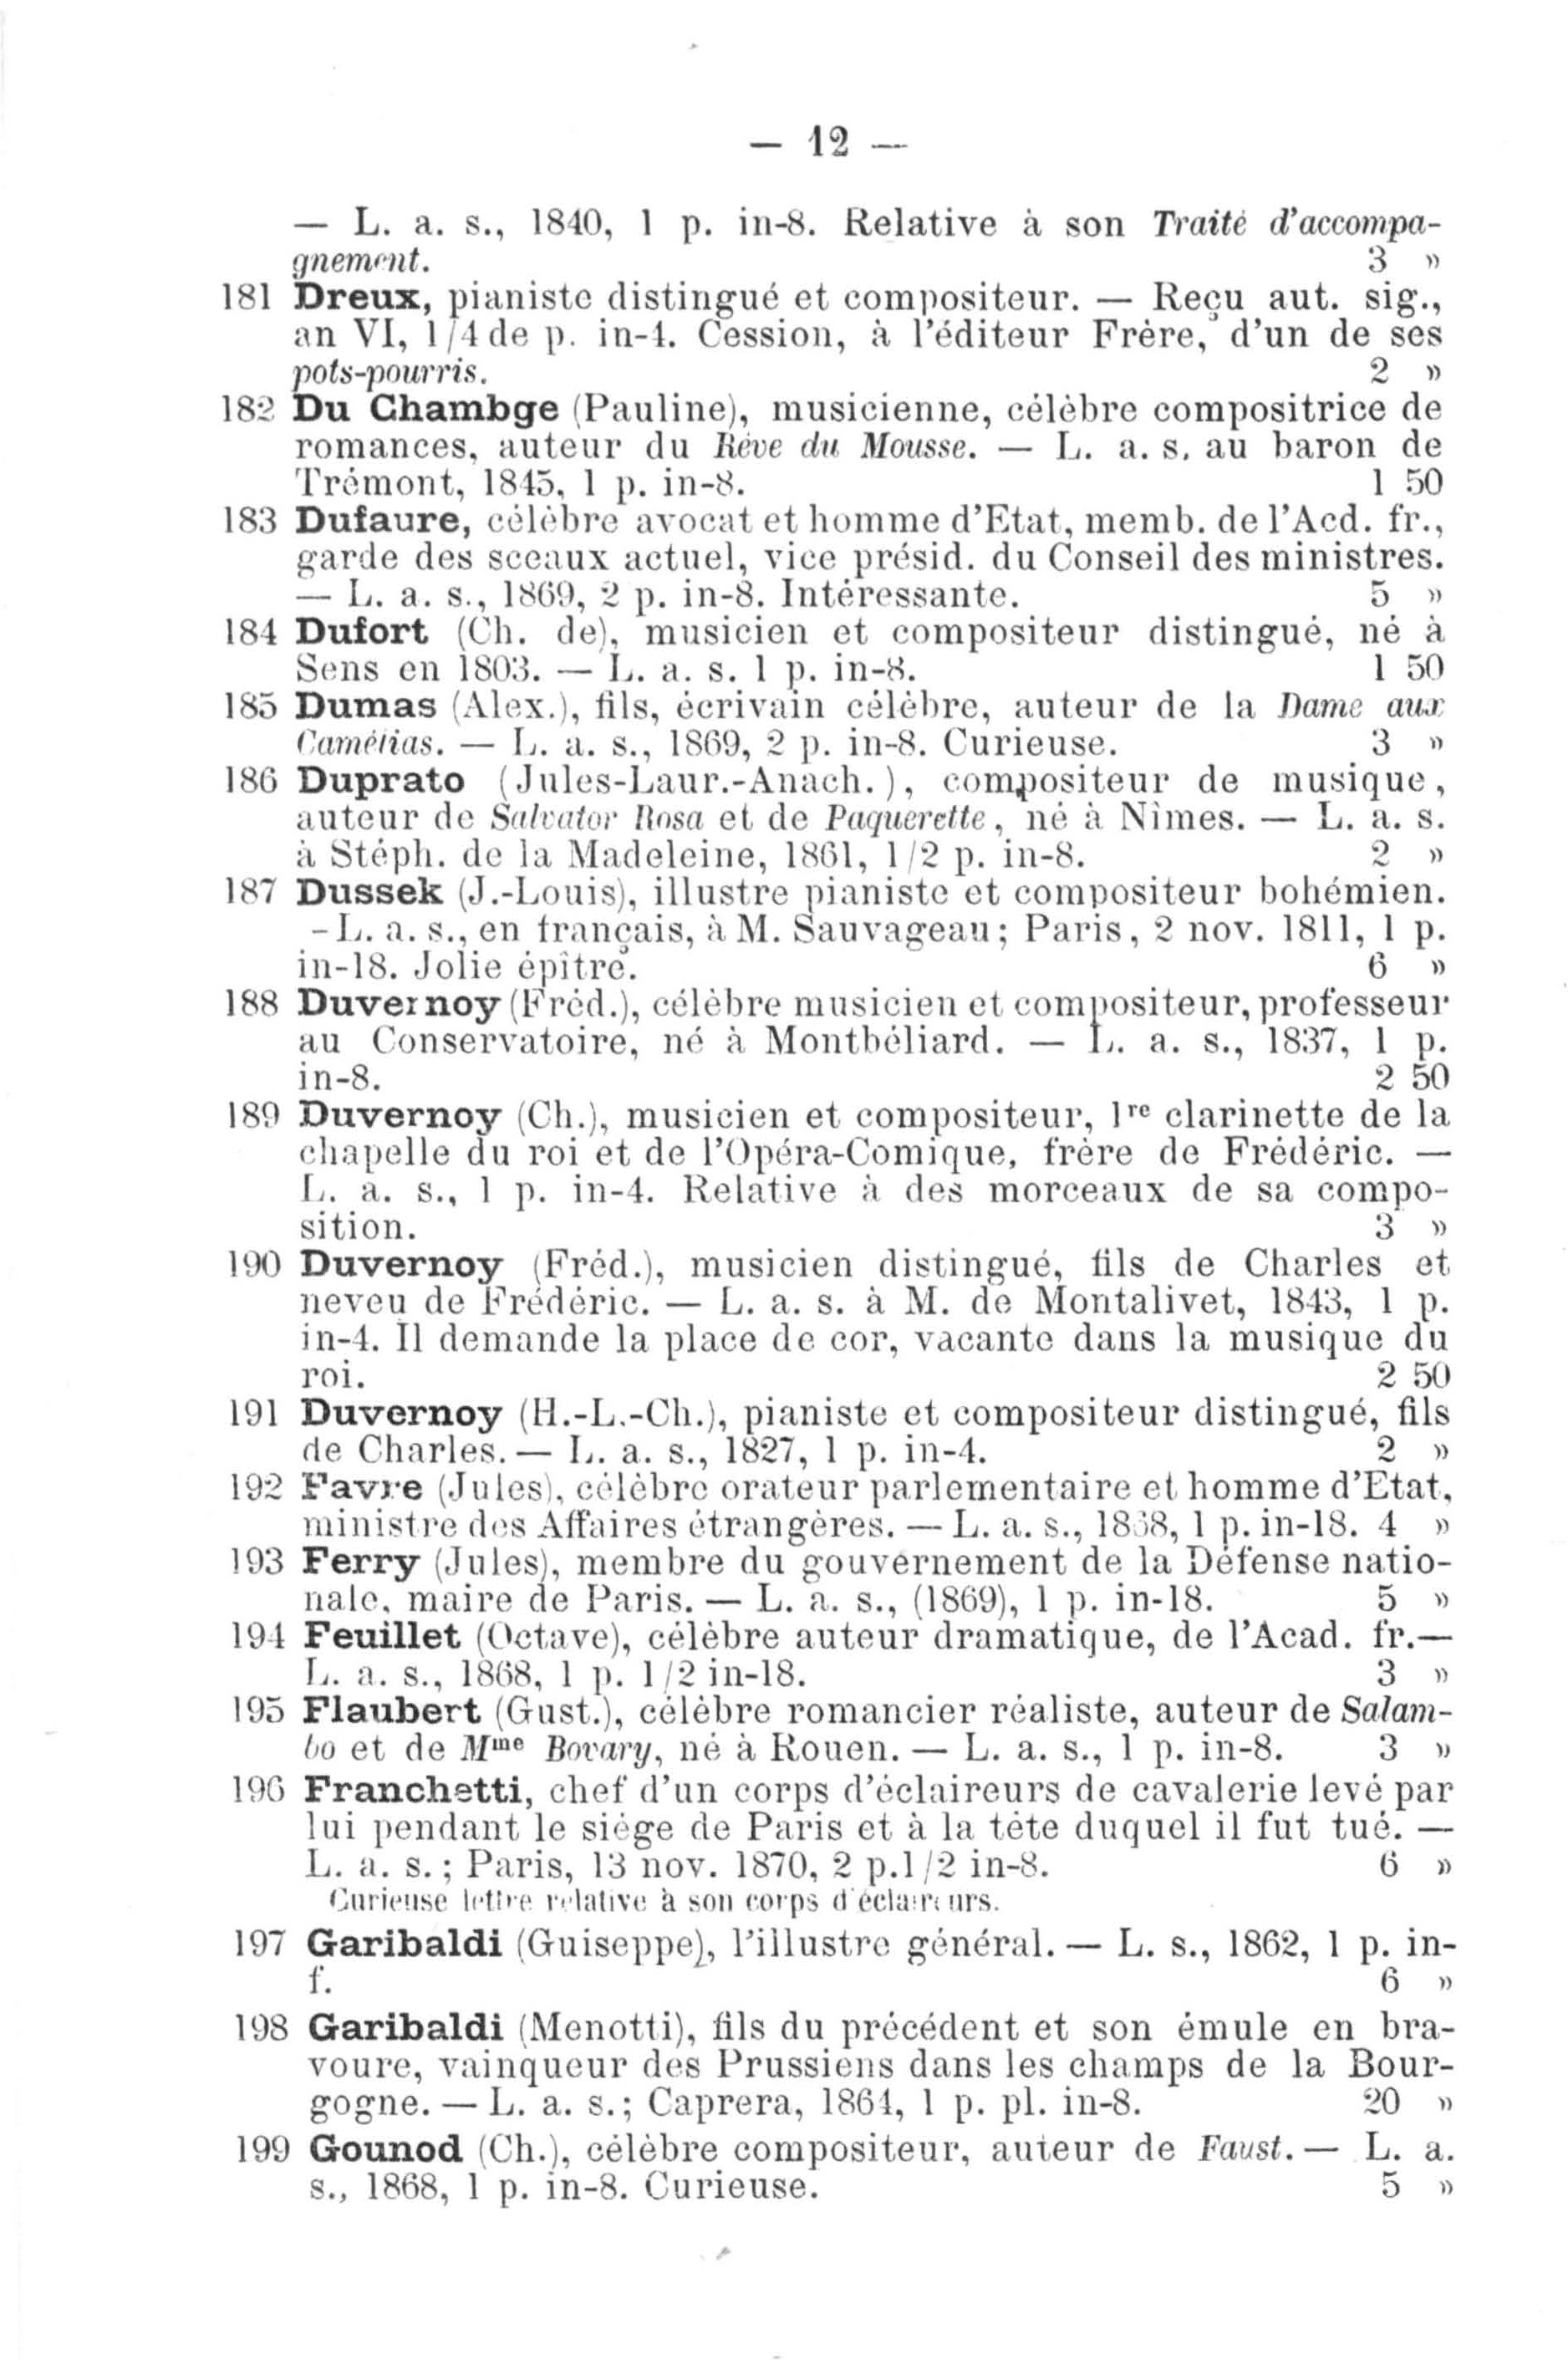 — 12 —
— L. a. s., 1840, 1 p. in-8. Relative à son Traité d'accompa-
gnement. 3 »
181 Dreux, pianiste distingué et compositeur. — Reçu aut. sig.,
an VI, 1/4 de p. in-4. Cession, à l'éditeur Frère, d'un de ses
pots-pourris. 2 »
182 Du Chambge (Pauline), musicienne, célèbre compositrice de
romances, auteur du Rêve du Mousse. — L. a. s. au baron de
Trémont, 1845, 1 p. in-8. 1 50
183 Dufaure, célèbre avocat et homme d'Etat, memb. de l'Acd. fr.,
garde des sceaux actuel, vice présid. du Conseil des ministres.
— L. a. s., 1869, 2 p. in-8. Intéressante. 5 »
184 Dufort (Ch. de), musicien et compositeur distingué, né à
Sens en 1803. — L. a. s. 1 p. in-8. 1 50
185 Dumas (Alex.), fils, écrivain célèbre, auteur de la Dame aux
Camélias. — L. a. s., 1869, 2 p. in-8. Curieuse. 3 »
186 Duprato (Jules-Laur.-Anach.), compositeur de musique,
auteur de Salvator Rosa et de Paquerette, né à Nîmes. — L. a. s.
à Stéph. de la Madeleine, 1861, 1/2 p. in-8. 2 »
187 Dussek (J.-Louis), illustre pianiste et compositeur bohémien.
-L. a. s., en français, à M. Sauvageau; Paris, 2 nov. 1811, 1 p.
in-18. Jolie épître. 6 »
188 Duvernoy (Fréd.), célèbre musicien et compositeur, professeur
au Conservatoire, né à Montbéliard. — L. a. s., 1837, 1 p.
in-8. 2 50
189 Duvernoy (Ch.), musicien et compositeur, 1re clarinette de la
chapelle du roi et de l'Opéra-Comique, frère de Frédéric. —
L. a. s., 1 p. in-4. Relative à des morceaux de sa compo-
sition. 3 »
190 Duvernoy (Fréd.), musicien distingué, fils de Charles et
neveu de Frédéric. — L. a. s. à M. de Montalivet, 1843, 1 p.
in-4. Il demande la place de cor, vacante dans la musique du
roi. 2 50
191 Duvernoy (H.-L.-Ch.), pianiste et compositeur distingué, fils
de Charles. — L. a. s., 1827, 1 p. in-4. 2 »
192 Favre (Jules), célèbre orateur parlementaire et homme d'Etat,
ministre des Affaires étrangères. — L. a. s., 1 p. in-18. 4 »
193 Ferry (Jules), membre du gouvernement de la Défense natio-
nale, maire de Paris. — L. a. s., (1869), 1 p. in-18. 5 »
194 Feuillet (Octave), célèbre auteur dramatique, de l'Acad. fr.—
L. a. s., 1868, 1 p. 1/2 in-18. 3 »
195 Flaubert (Gust.), célèbre romancier réaliste, auteur de Salam-
bo et de Mme Bovary, né à Rouen. — L. a. s., 1 p. in-8. 3 »
196 Franchetti, chef d'un corps d'éclaireurs de cavalerie levé par
lui pendant le siége de Paris et à la tête duquel il fut tué. —
L. a. s.; Paris, 13 nov. 1870, 2 p.1/2 in-8. 6 »
Curieuse lettre relative à son corps d'éclaireurs.
197 Garibaldi (Guiseppe), l'illustre général. — L. s., 1862, 1 p. in-
f. 6 »
198 Garibaldi (Menotti), fils du précédent et son émule en bra-
voure, vainqueur des Prussiens dans les champs de la Bour-
gogne. — L. a. s.; Caprera, 1864, 1 p. pl. in-8. 20 »
199 Gounod (Ch.), célèbre compositeur, auteur de Faust. — L. a.
s., 1868, 1 p. in-8. Curieuse. 5 »